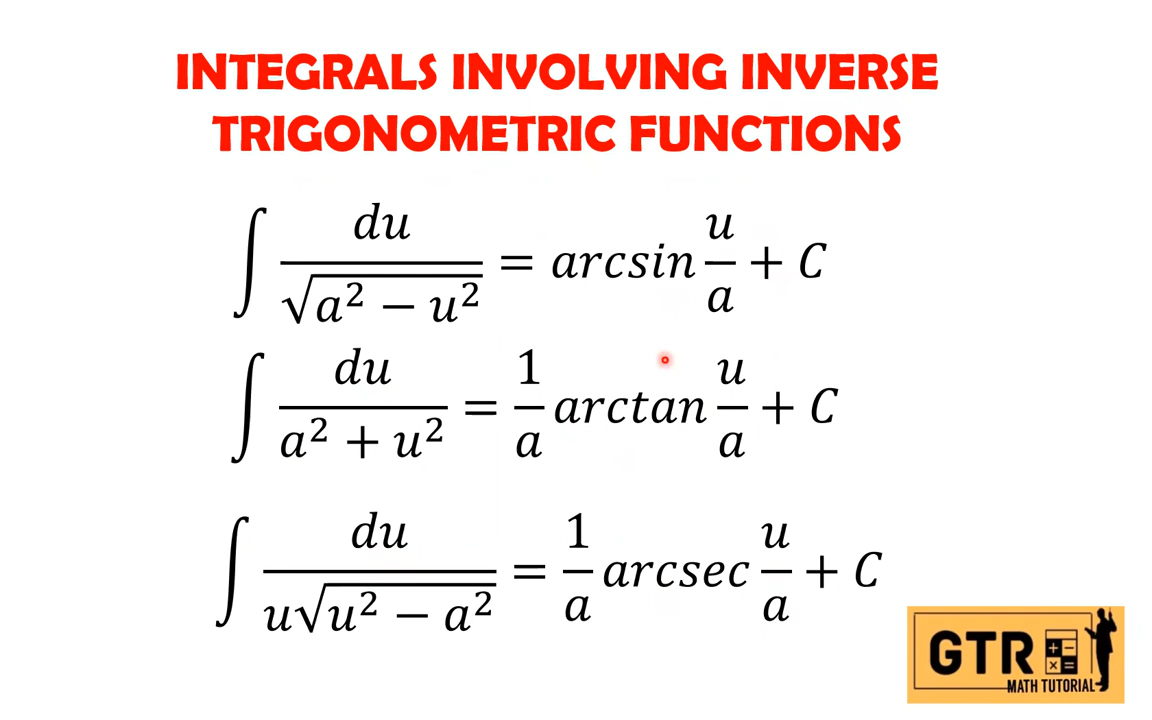 INTEGRALS INVOLVING INVERSE
TRIGONOMETRIC FUNCTIONS
∫ du/√(a² − u²) = arcsin u/a + C
∫ du/(a² + u²) = 1/a arctan u/a + C
∫ du/(u√(u² − a²)) = 1/a arcsec u/a + C
GTR
+ −
× =
MATH TUTORIAL